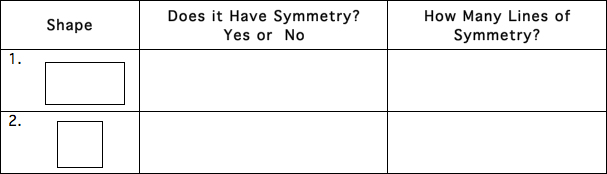 Shape
Does it Have Symmetry?
Yes or No
How Many Lines of
Symmetry?
1.
2.